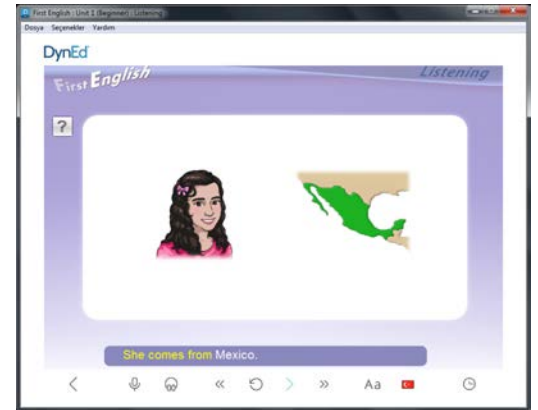 First English : Unit 1 (Beginner) : Listening
Dosya Seçenekler Yardım
DynEd
First English
Listening
?
She comes from Mexico.
Aa